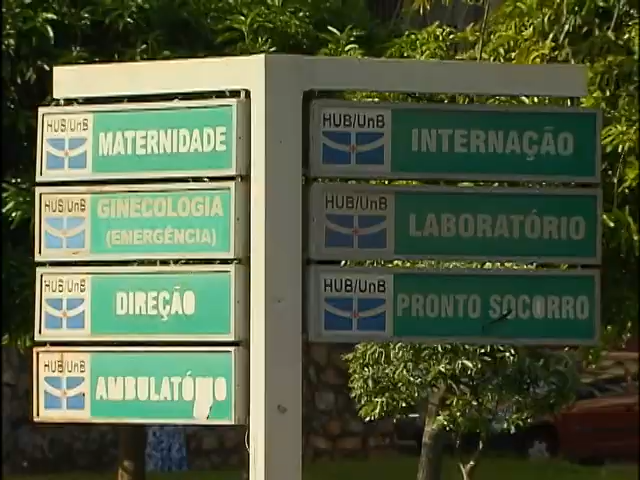 HUB/UnB
MATERNIDADE
HUB/UnB
GINECOLOGIA
(EMERGÊNCIA)
HUB/UnB
DIREÇÃO
HUB/UnB
AMBULATÓRIO
HUB/UnB
INTERNAÇÃO
HUB/UnB
LABORATÓRIO
HUB/UnB
PRONTO SOCORRO